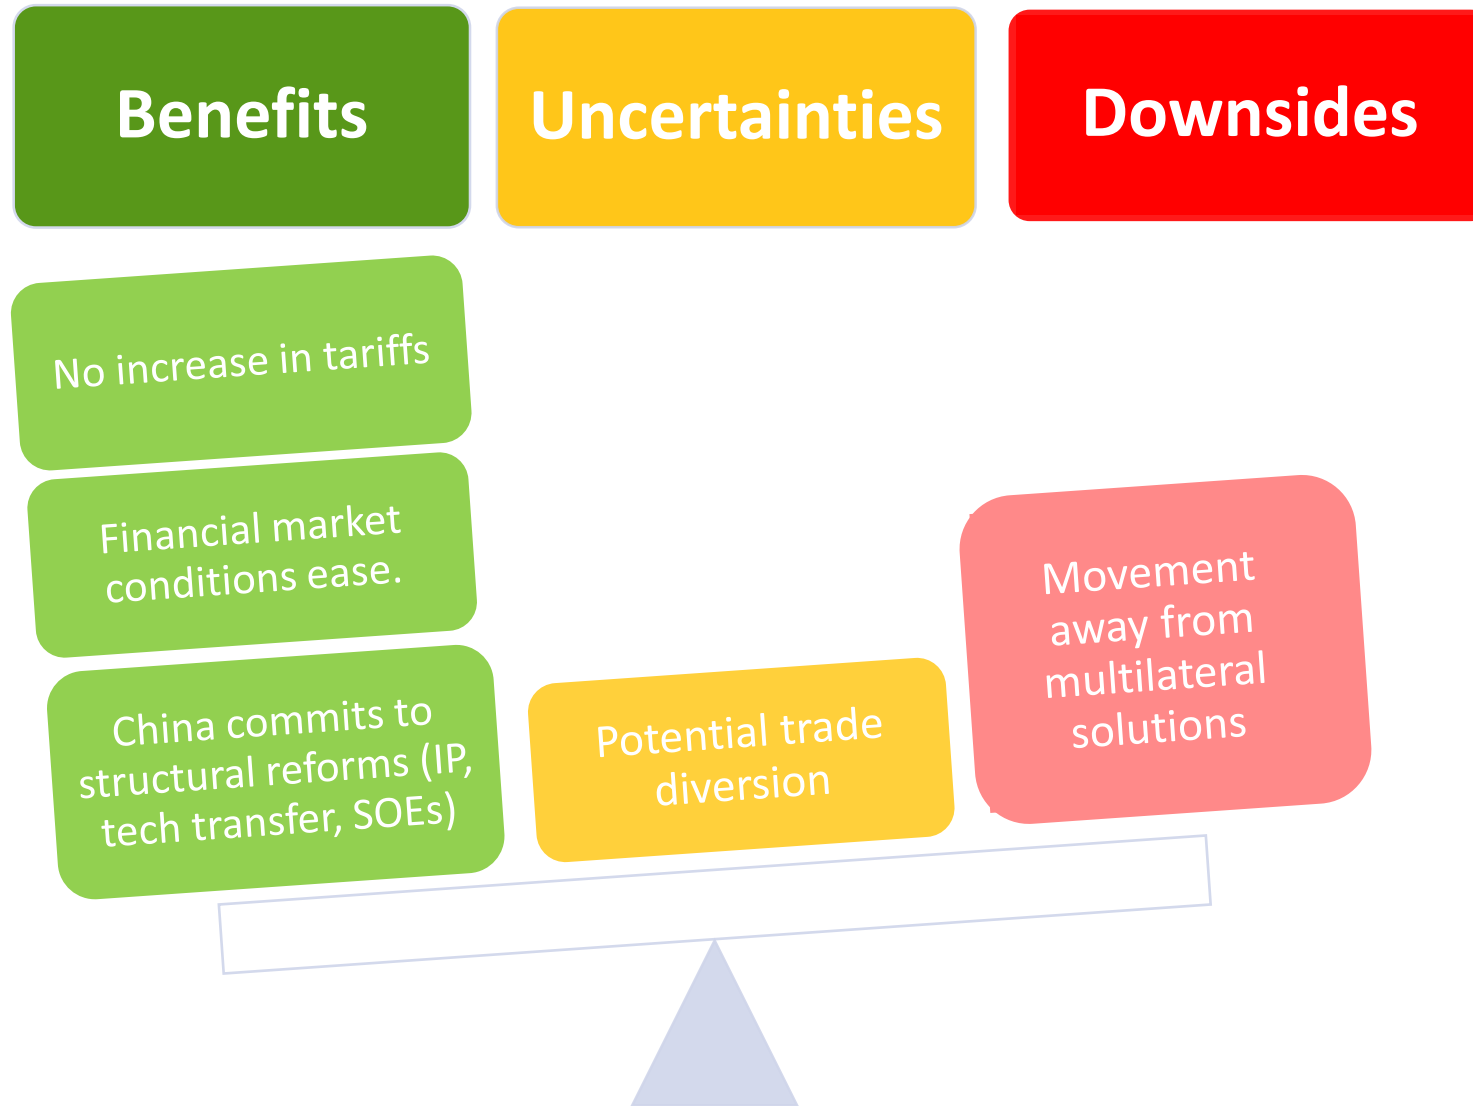 Benefits
Uncertainties
Downsides
No increase in tariffs
Financial market
conditions ease.
China commits to
structural reforms (IP,
tech transfer, SOEs)
Potential trade
diversion
Movement
away from
multilateral
solutions